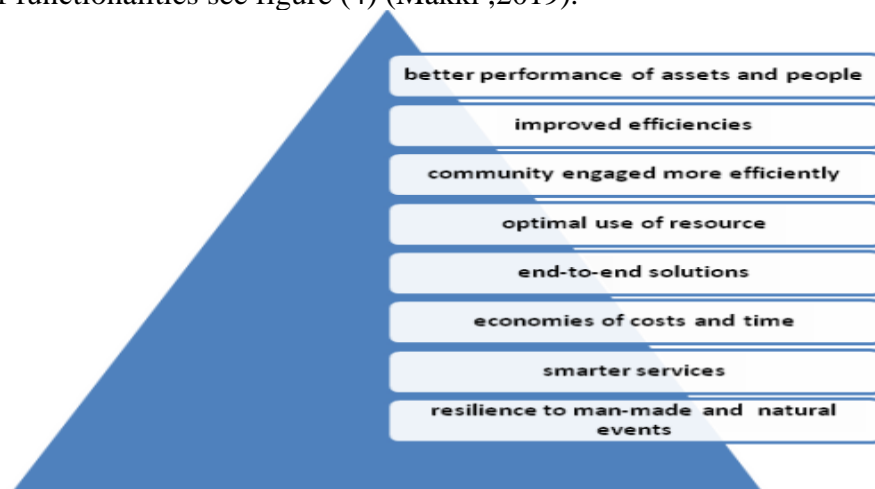 functionalities see figure (4) (Makki ,2019).
better performance of assets and people
improved efficiencies
community engaged more efficiently
optimal use of resource
end-to-end solutions
economies of costs and time
smarter services
resilience to man-made and natural
events